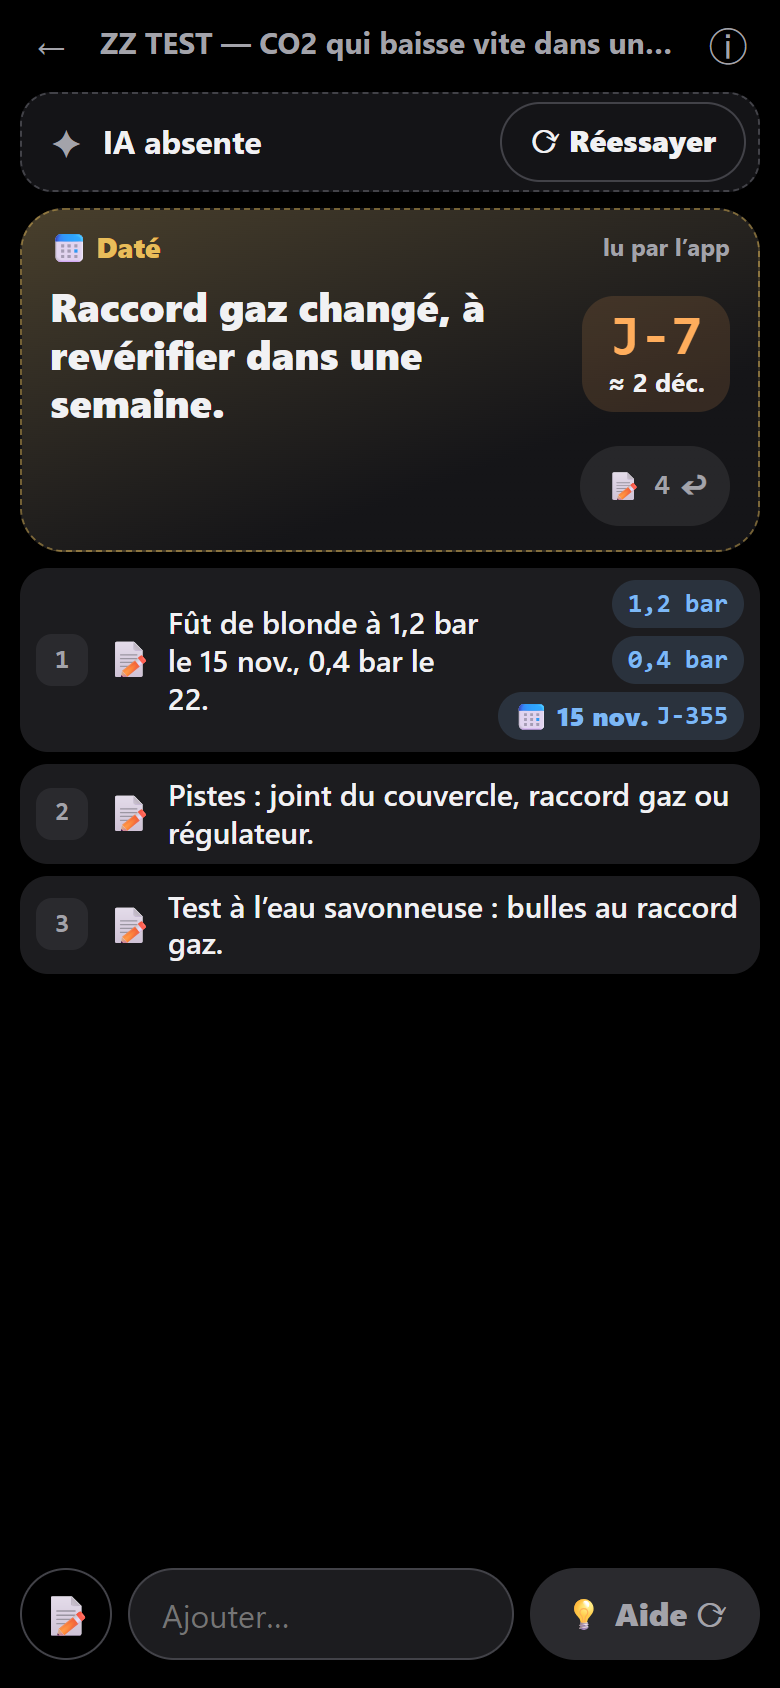 ← ZZ TEST — CO2 qui baisse vite dans un… ⓘ
✦ IA absente ⟳ Réessayer
Daté lu par l’app
Raccord gaz changé, à
revérifier dans une
semaine.
J-7
≈ 2 déc.
4 ↩
1
Fût de blonde à 1,2 bar
le 15 nov., 0,4 bar le
22.
1,2 bar
0,4 bar
15 nov. J-355
2
Pistes : joint du couvercle, raccord gaz ou
régulateur.
3
Test à l’eau savonneuse : bulles au raccord
gaz.
Ajouter…
Aide ⟳